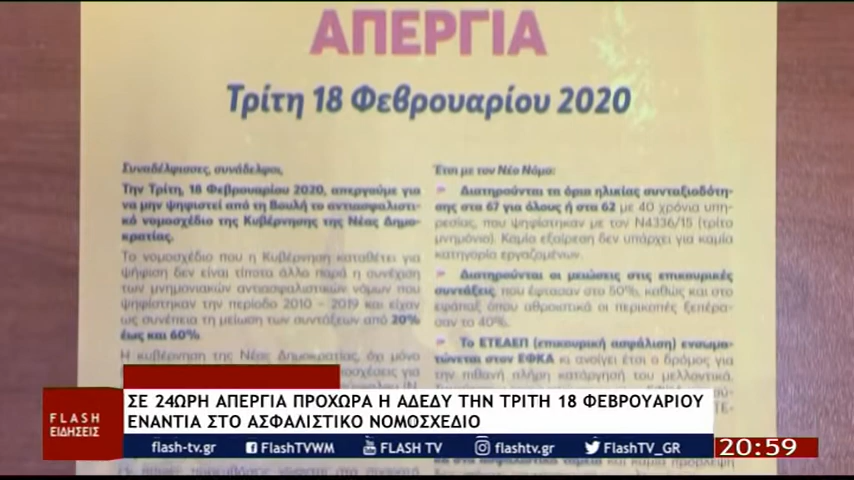 ΑΠΕΡΓΙΑ
Τρίτη 18 Φεβρουαρίου 2020
Συναδέλφισσες, συνάδελφοι,
Την Τρίτη, 18 Φεβρουαρίου 2020, απεργούμε για
να μην ψηφιστεί από τη Βουλή το αντιασφαλιστι-
κό νομοσχέδιο της Κυβέρνησης της Νέας Δημο-
κρατίας.
Το νομοσχέδιο που η Κυβέρνηση καταθέτει για
ψήφιση δεν είναι τίποτα άλλο παρά η συνέχιση
των μνημονιακών αντιασφαλιστικών νόμων που
ψηφίστηκαν την περίοδο 2010 – 2019 και είχαν
ως συνέπεια τη μείωση των συντάξεων από 20%
έως και 60%
Η κυβέρνηση της Νέας Δημοκρατίας, όχι μόνο
Έτσι με τον Νέο Νόμο:
Διατηρούνται τα όρια ηλικίας συνταξιοδότη-
σης στα 67 για όλους ή στα 62 με 40 χρόνια υπη-
ρεσίας, που ψηφίστηκαν με τον Ν4336/15 (τρίτο
μνημόνιο). Καμία εξαίρεση δεν υπάρχει για καμία
κατηγορία εργαζομένων.
Διατηρούνται οι μειώσεις στις επικουρικές
συντάξεις, που έφτασαν στο 50%, καθώς και στο
εφάπαξ όπου αθροιστικά οι περικοπές ξεπέρα-
σαν το 40%.
Το ΕΤΕΑΕΠ (επικουρική ασφάλιση) ενσωμα-
τώνεται στον ΕΦΚΑ κι ανοίγει έτσι ο δρόμος για
την πιθανή πλήρη κατάργησή του μελλοντικά.
FLASH
ΕΙΔΗΣΕΙΣ
ΣΕ 24ΩΡΗ ΑΠΕΡΓΙΑ ΠΡΟΧΩΡΑ Η ΑΔΕΔΥ ΤΗΝ ΤΡΙΤΗ 18 ΦΕΒΡΟΥΑΡΙΟΥ
ΕΝΑΝΤΙΑ ΣΤΟ ΑΣΦΑΛΙΣΤΙΚΟ ΝΟΜΟΣΧΕΔΙΟ
flash-tv.gr FlashTVWM FLASH TV flashtv.gr FlashTV_GR 20:59